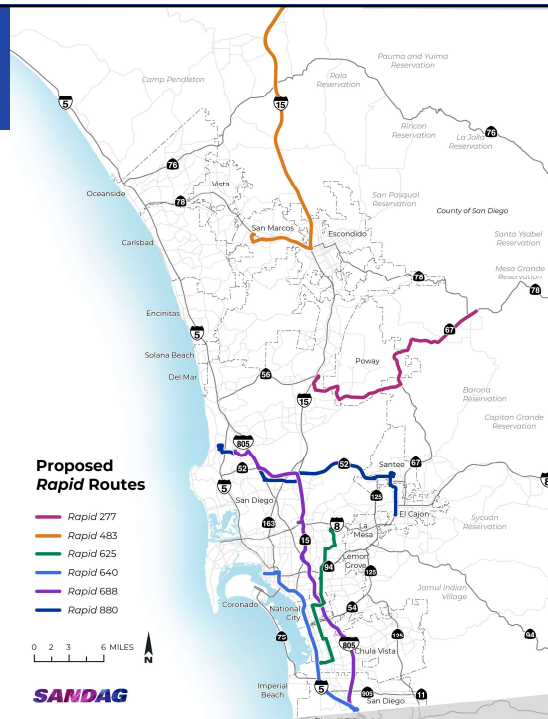 Pauma and Yuima
Reservation
Camp Pendleton
Pala
Reservation
5
15
Rincon
Reservation
La Jolla
Reservation
76
76
Vista
Oceanside
78
San Pasqual
Reservation
County of San Diego
San Marcos
Escondido
Carlsbad
Santa Ysabel
Reservation
Mesa Grande
Reservation
78
78
Encinitas
5
67
Solana Beach
Poway
Del Mar
56
15
Barona
Reservation
Capitan Grande
Reservation
805
52
52
Santee
67
8
5
125
San Diego
El Cajon
163
8
La
Mesa
Sycuan
Reservation
15
Lemon
Grove
94
125
Jamul Indian
Village
Coronado
National
City
54
75
805
125
94
Chula Vista
Imperial
Beach
5
905
San Diego
11
Proposed
Rapid Routes
Rapid 277
Rapid 483
Rapid 625
Rapid 640
Rapid 688
Rapid 880
0 2 3 6 MILES
N
SANDAG